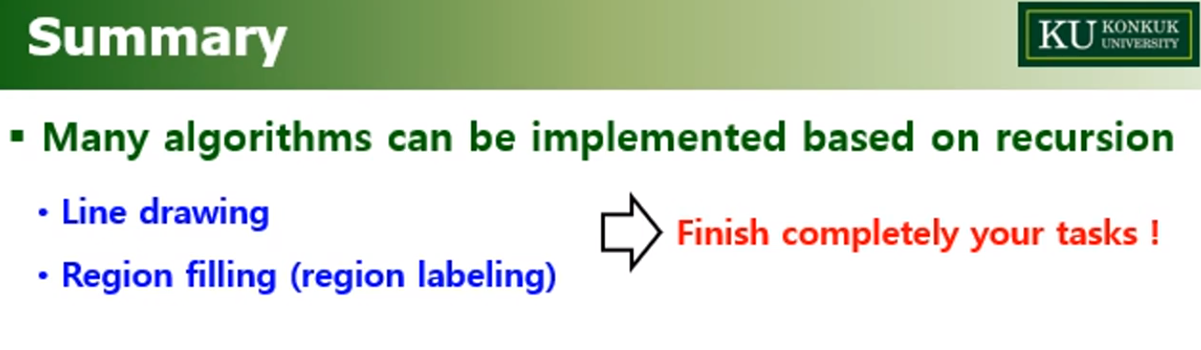 Summary
KU KONKUK
UNIVERSITY
▪ Many algorithms can be implemented based on recursion
• Line drawing
• Region filling (region labeling)
Finish completely your tasks !